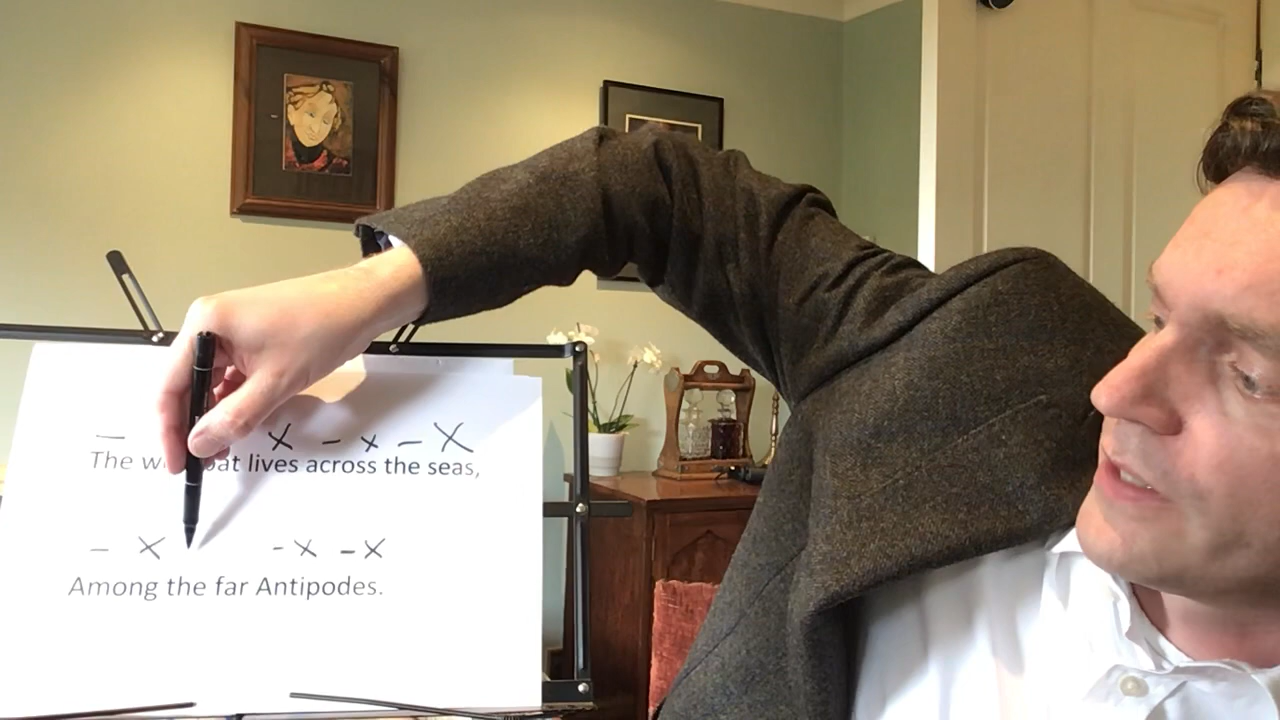 The lives across the seas,
Among the far Antipodes.